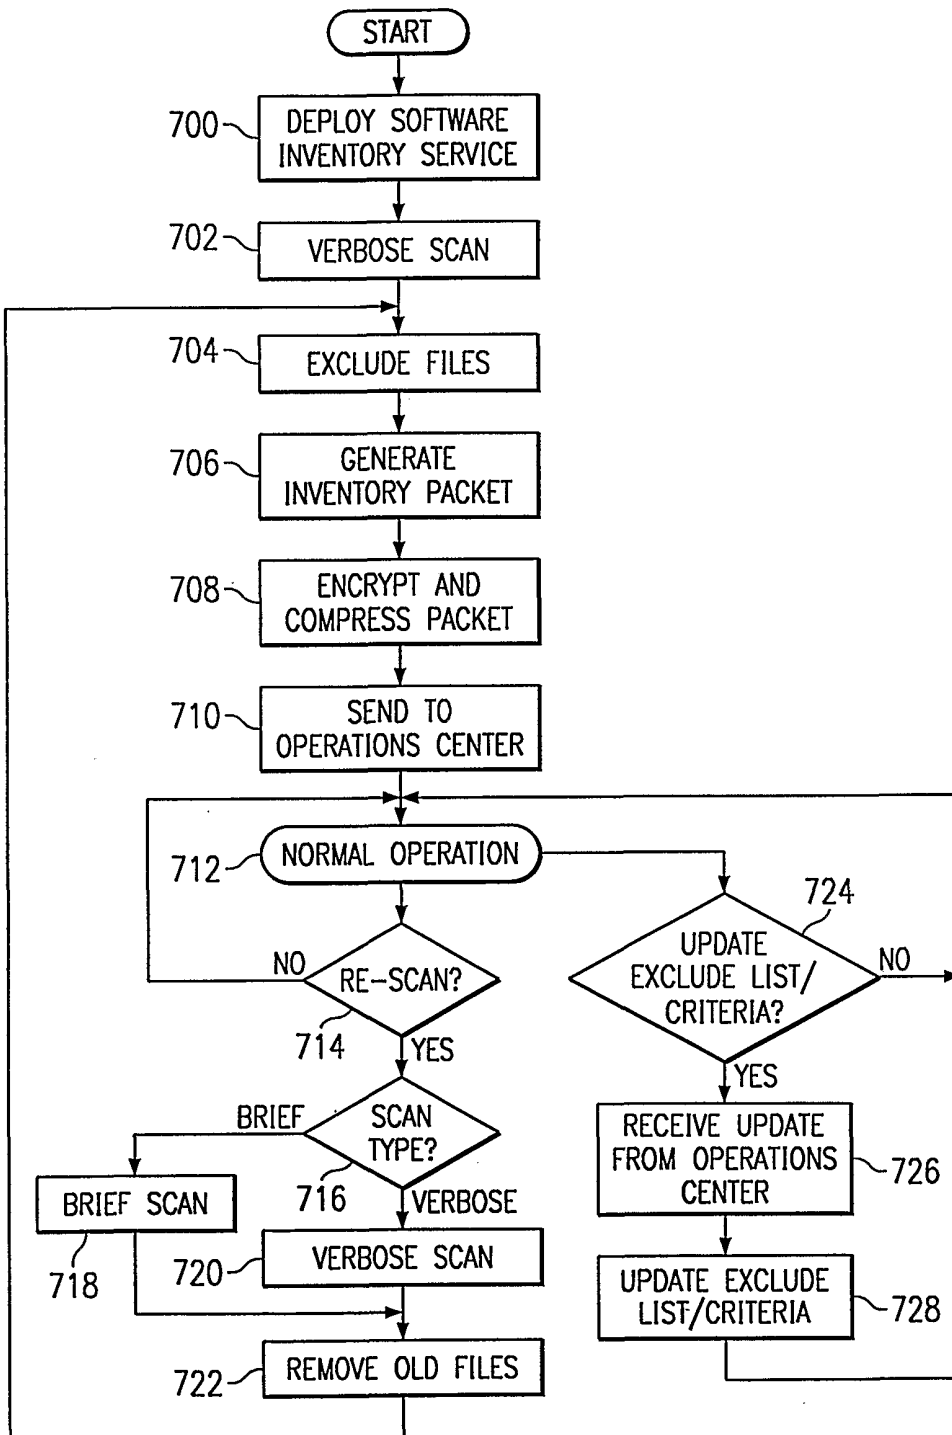 START
700
DEPLOY SOFTWARE
INVENTORY SERVICE
702
VERBOSE SCAN
704
EXCLUDE FILES
706
GENERATE
INVENTORY PACKET
708
ENCRYPT AND
COMPRESS PACKET
710
SEND TO
OPERATIONS CENTER
712
NORMAL OPERATION
714
RE-SCAN?
NO
YES
716
SCAN
TYPE?
BRIEF
VERBOSE
BRIEF SCAN
718
720
VERBOSE SCAN
722
REMOVE OLD FILES
724
UPDATE
EXCLUDE LIST/
CRITERIA?
NO
YES
RECEIVE UPDATE
FROM OPERATIONS
CENTER
726
UPDATE EXCLUDE
LIST/CRITERIA
728